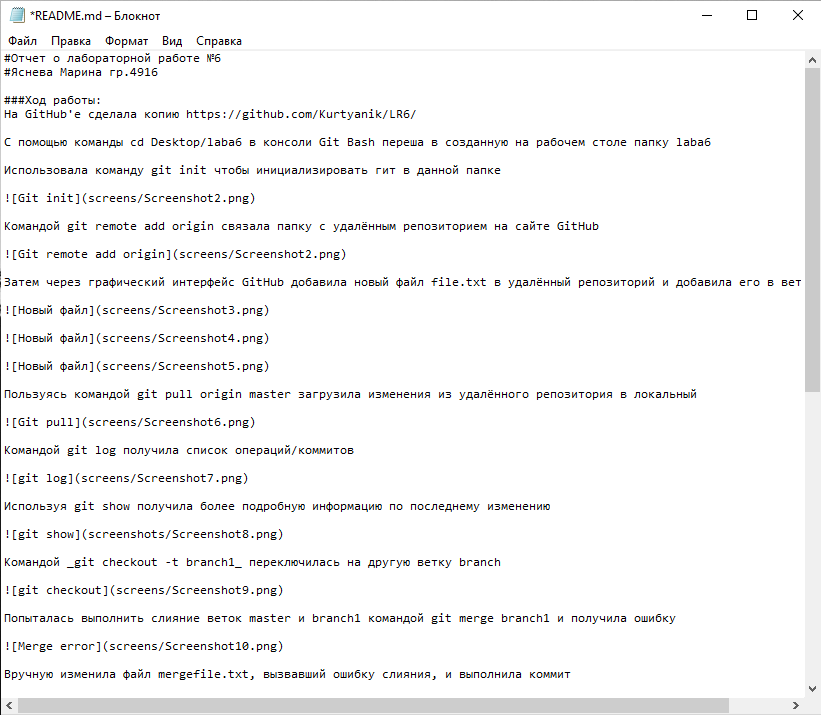 *README.md – Блокнот
Файл Правка Формат Вид Справка
#Отчет о лабораторной работе №6
#Яснева Марина гр.4916
###Ход работы:
На GitHub'e сделала копию https://github.com/Kurtyanik/LR6/
С помощью команды cd Desktop/laba6 в консоли Git Bash переша в созданную на рабочем столе папку laba6
Использовала команду git init чтобы инициализировать гит в данной папке
![Git init](screens/Screenshot2.png)
Командой git remote add origin связала папку с удалённым репозиторием на сайте GitHub
![Git remote add origin](screens/Screenshot2.png)
Затем через графический интерфейс GitHub добавила новый файл file.txt в удалённый репозиторий и добавила его в вет
![Новый файл](screens/Screenshot3.png)
![Новый файл](screens/Screenshot4.png)
![Новый файл](screens/Screenshot5.png)
Пользуясь командой git pull origin master загрузила изменения из удалённого репозитория в локальный
![Git pull](screens/Screenshot6.png)
Командой git log получила список операций/коммитов
![git log](screens/Screenshot7.png)
Используя git show получила более подробную информацию по последнему изменению
![git show](screenshots/Screenshot8.png)
Командой _git checkout -t branch1_ переключилась на другую ветку branch
![git checkout](screens/Screenshot9.png)
Попыталась выполнить слияние веток master и branch1 командой git merge branch1 и получила ошибку
![Merge error](screens/Screenshot10.png)
Вручную изменила файл mergefile.txt, вызвавший ошибку слияния, и выполнила коммит